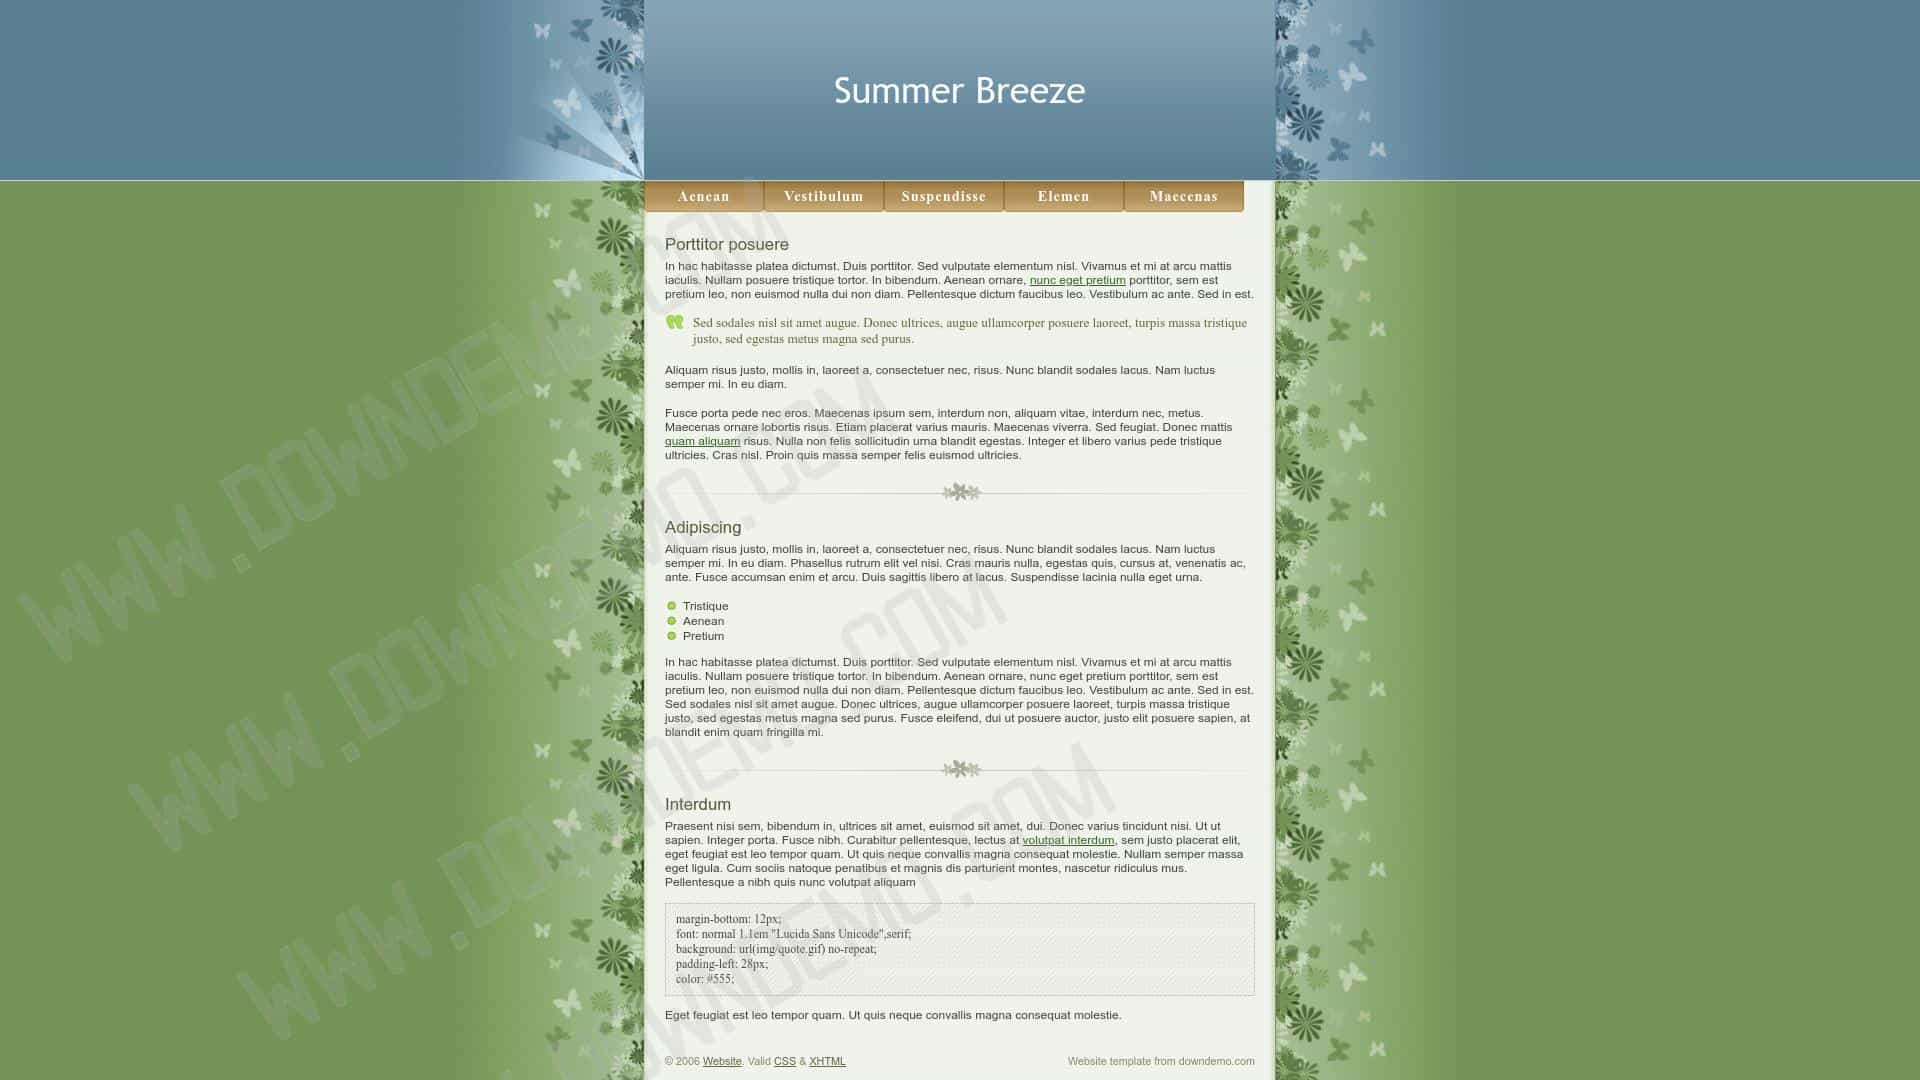 Summer Breeze
Aenean
Vestibulum
Suspendisse
Elemen
Maecenas
Porttitor posuere
In hac habitasse platea dictumst. Duis porttitor. Sed vulputate elementum nisl. Vivamus et mi at arcu mattis
iaculis. Nullam posuere tristique tortor. In bibendum. Aenean ornare, nunc eget pretium porttitor, sem est
pretium leo, non euismod nulla dui non diam. Pellentesque dictum faucibus leo. Vestibulum ac ante. Sed in est.
Sed sodales nisl sit amet augue. Donec ultrices, augue ullamcorper posuere laoreet, turpis massa tristique
justo, sed egestas metus magna sed purus.
Aliquam risus justo, mollis in, laoreet a, consectetuer nec, risus. Nunc blandit sodales lacus. Nam luctus
semper mi. In eu diam.
Fusce porta pede nec eros. Maecenas ipsum sem, interdum non, aliquam vitae, interdum nec, metus.
Maecenas ornare lobortis risus. Etiam placerat varius mauris. Maecenas viverra. Sed feugiat. Donec mattis
quam aliquam risus. Nulla non felis sollicitudin urna blandit egestas. Integer et libero varius pede tristique
ultricies. Cras nisl. Proin quis massa semper felis euismod ultricies.
Adipiscing
Aliquam risus justo, mollis in, laoreet a, consectetuer nec, risus. Nunc blandit sodales lacus. Nam luctus
semper mi. In eu diam. Phasellus rutrum elit vel nisi. Cras mauris nulla, egestas quis, cursus at, venenatis ac,
ante. Fusce accumsan enim et arcu. Duis sagittis libero at lacus. Suspendisse lacinia nulla eget urna.
Tristique
Aenean
Pretium
In hac habitasse platea dictumst. Duis porttitor. Sed vulputate elementum nisl. Vivamus et mi at arcu mattis
iaculis. Nullam posuere tristique tortor. In bibendum. Aenean ornare, nunc eget pretium porttitor, sem est
pretium leo, non euismod nulla dui non diam. Pellentesque dictum faucibus leo. Vestibulum ac ante. Sed in est.
Sed sodales nisl sit amet augue. Donec ultrices, augue ullamcorper posuere laoreet, turpis massa tristique
justo, sed egestas metus magna sed purus. Fusce eleifend, dui ut posuere auctor, justo elit posuere sapien, at
blandit enim quam fringilla mi.
Interdum
Praesent nisi sem, bibendum in, ultrices sit amet, euismod sit amet, dui. Donec varius tincidunt nisi. Ut ut
sapien. Integer porta. Fusce nibh. Curabitur pellentesque, lectus at volutpat interdum, sem justo placerat elit,
eget feugiat est leo tempor quam. Ut quis neque convallis magna consequat molestie. Nullam semper massa
eget ligula. Cum sociis natoque penatibus et magnis dis parturient montes, nascetur ridiculus mus.
Pellentesque a nibh quis nunc volutpat aliquam
margin-bottom: 12px;
font: normal 1.1em "Lucida Sans Unicode",serif;
background: url(img/quote.gif) no-repeat;
padding-left: 28px;
color: #555;
Eget feugiat est leo tempor quam. Ut quis neque convallis magna consequat molestie.
© 2006 Website. Valid CSS & XHTML
Website template from downdemo.com
WWW.DOWNDEMO.COM
WWW.DOWNDEMO.COM
WWW.DOWNDEMO.COM
DOWNDEMO.COM